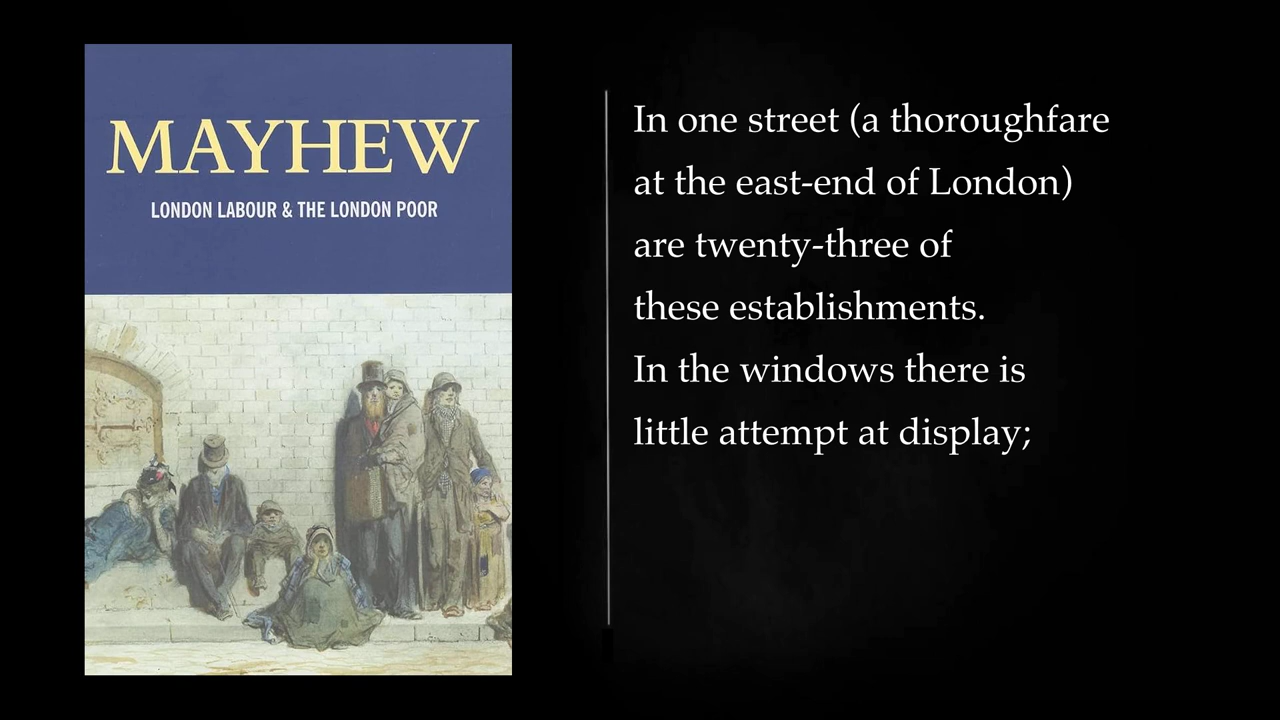 MAYHEW
LONDON LABOUR & THE LONDON POOR
In one street (a thoroughfare
at the east-end of London)
are twenty-three of
these establishments.
In the windows there is
little attempt at display;